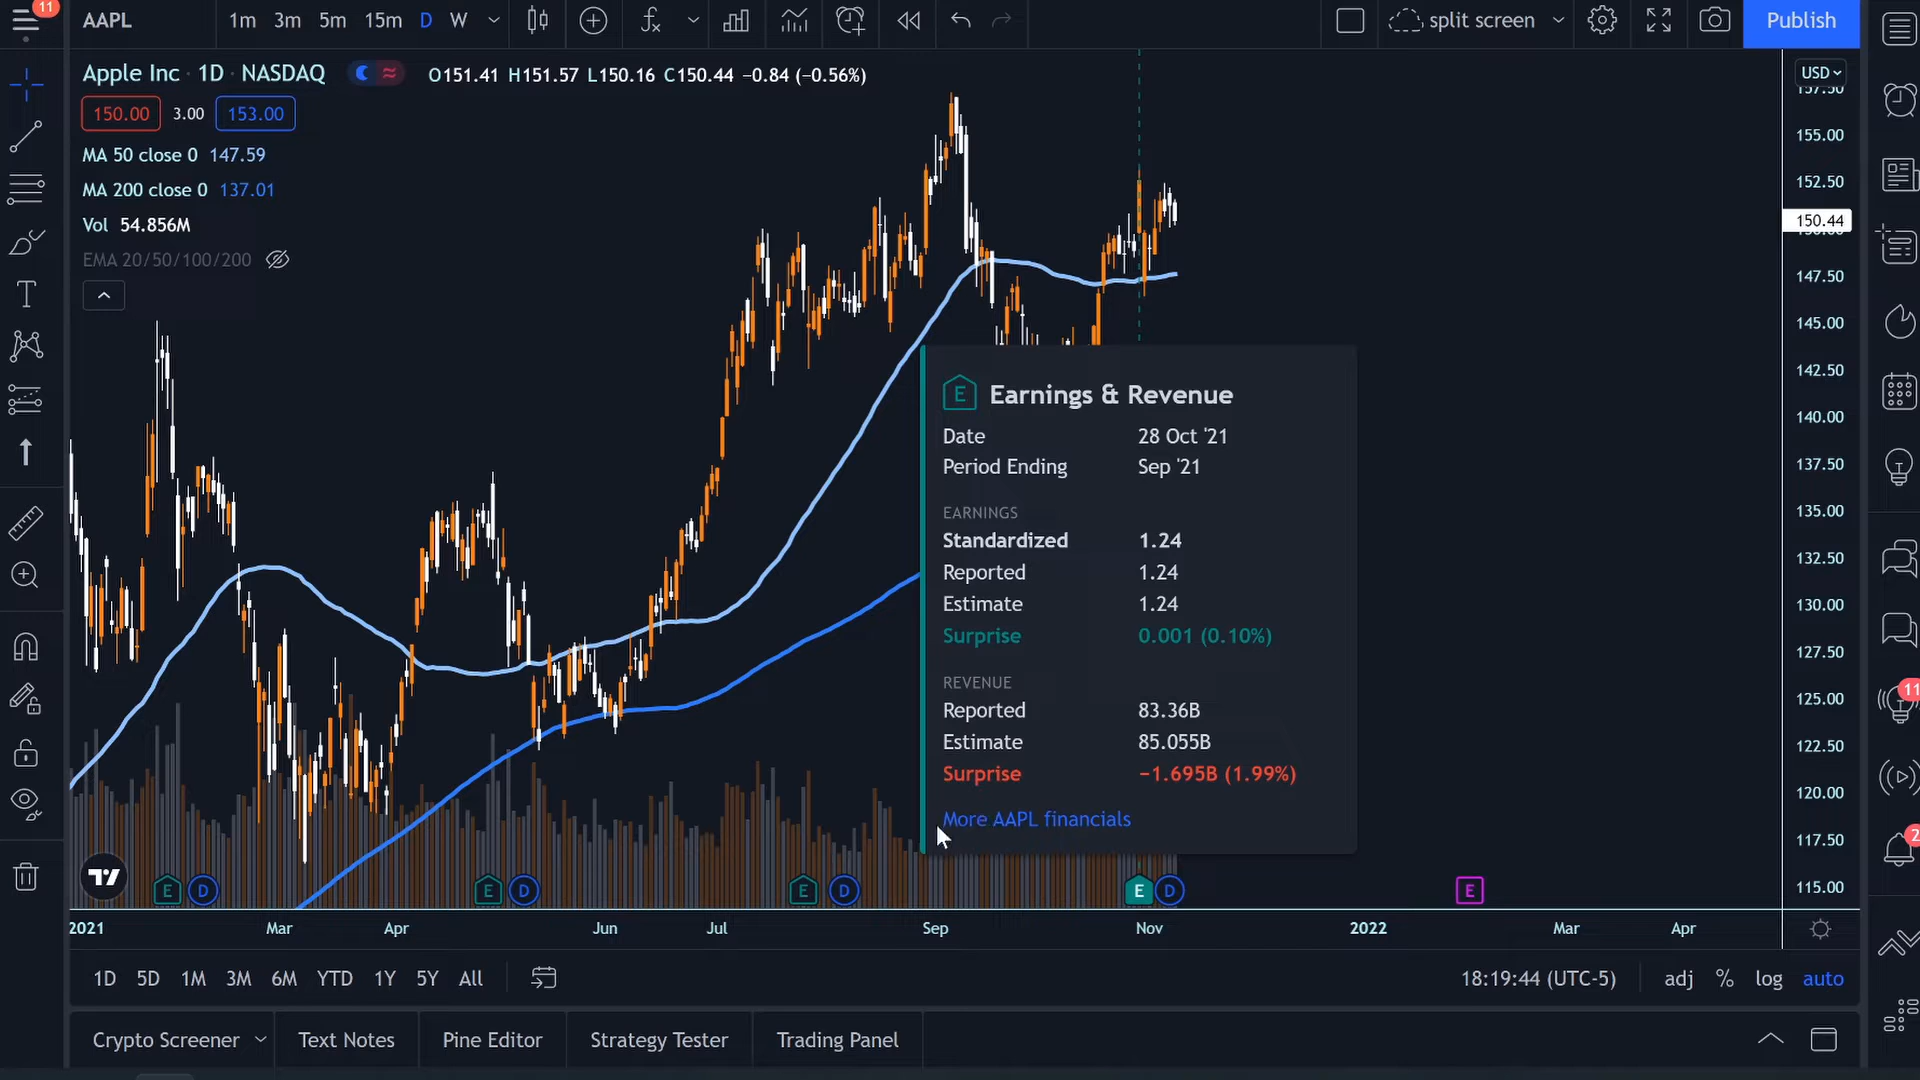 11
AAPL 1m 3m 5m 15m D W split screen Publish
Apple Inc · 1D · NASDAQ O151.41 H151.57 L150.16 C150.44 −0.84 (−0.56%)
USD
150.00 3.00 153.00
MA 50 close 0 147.59
MA 200 close 0 137.01
Vol 54.856M
EMA 20/50/100/200
157.50
155.00
152.50
150.44
147.50
145.00
142.50
140.00
137.50
135.00
132.50
130.00
127.50
125.00
122.50
120.00
117.50
115.00
E Earnings & Revenue
Date 28 Oct '21
Period Ending Sep '21
EARNINGS
Standardized 1.24
Reported 1.24
Estimate 1.24
Surprise 0.001 (0.10%)
REVENUE
Reported 83.36B
Estimate 85.055B
Surprise −1.695B (1.99%)
More AAPL financials
11
2
E D E D E D E D E
2021 Mar Apr Jun Jul Sep Nov 2022 Mar Apr
1D 5D 1M 3M 6M YTD 1Y 5Y All 18:19:44 (UTC-5) adj % log auto
Crypto Screener Text Notes Pine Editor Strategy Tester Trading Panel